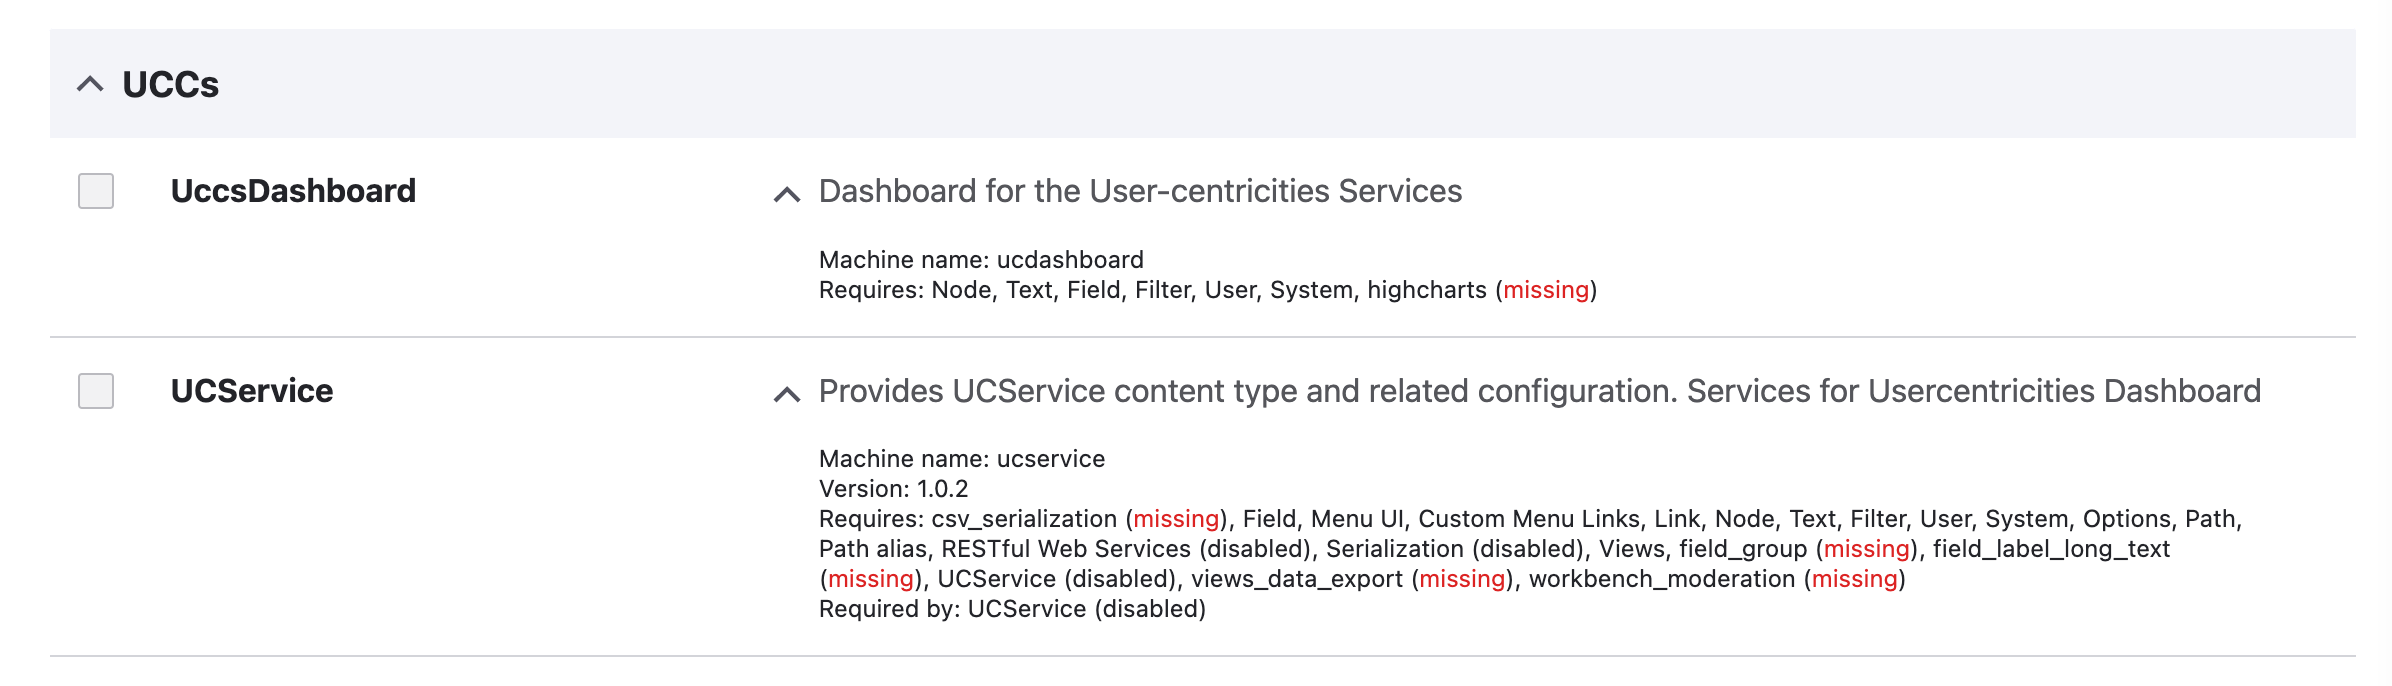 UCCs
UccsDashboard
Dashboard for the User-centricities Services
Machine name: ucdashboard
Requires: Node, Text, Field, Filter, User, System, highcharts (missing)
UCService
Provides UCService content type and related configuration. Services for Usercentricities Dashboard
Machine name: ucservice
Version: 1.0.2
Requires: csv_serialization (missing), Field, Menu UI, Custom Menu Links, Link, Node, Text, Filter, User, System, Options, Path,
Path alias, RESTful Web Services (disabled), Serialization (disabled), Views, field_group (missing), field_label_long_text
(missing), UCService (disabled), views_data_export (missing), workbench_moderation (missing)
Required by: UCService (disabled)